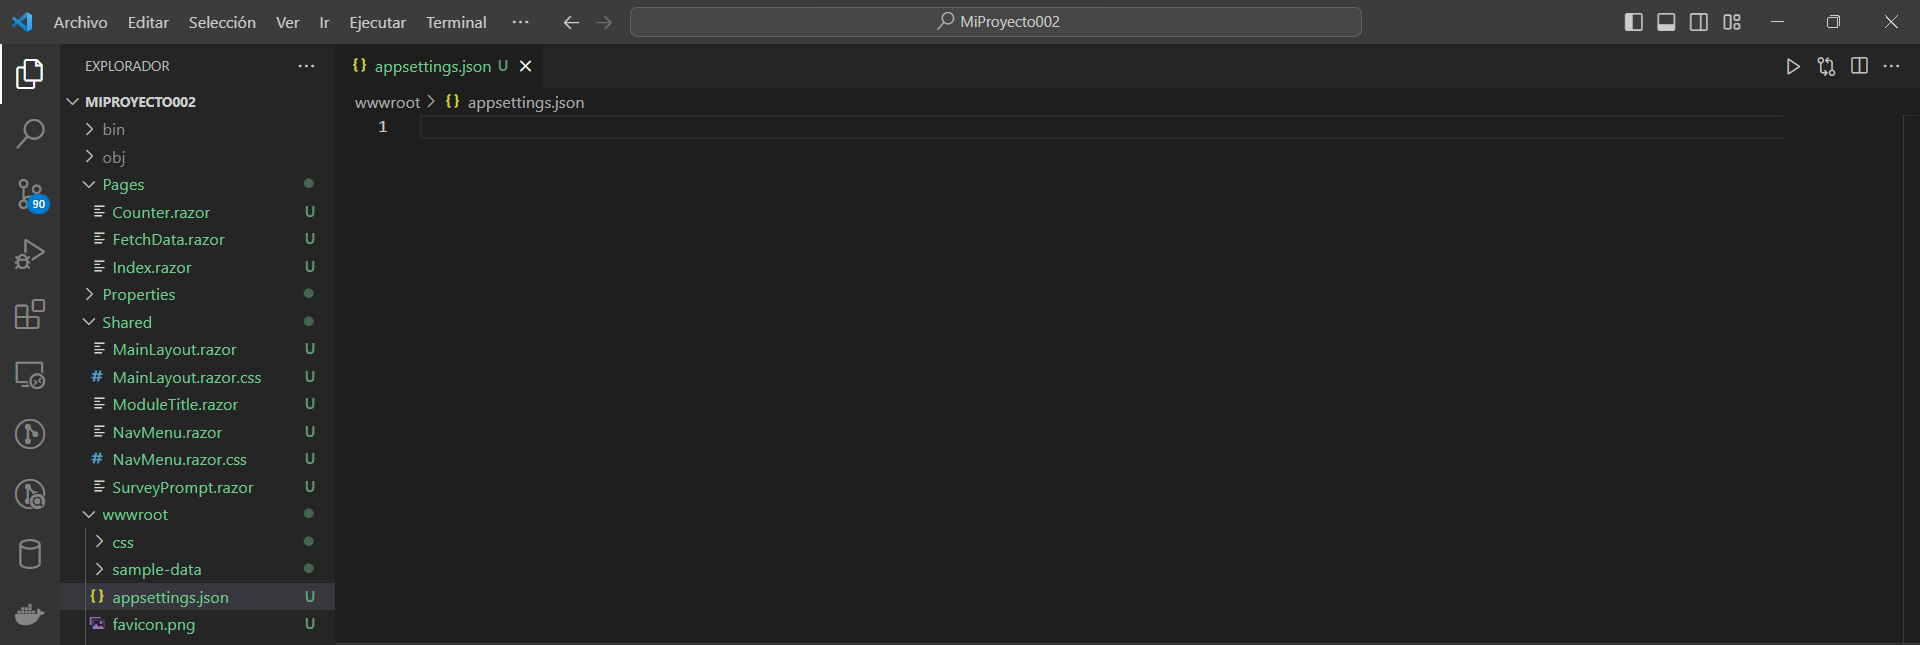 Archivo Editar Selección Ver Ir Ejecutar Terminal ··· MiProyecto002
EXPLORADOR ···
MIPROYECTO002
bin
obj
Pages
Counter.razor U
FetchData.razor U
Index.razor U
Properties
Shared
MainLayout.razor U
# MainLayout.razor.css U
ModuleTitle.razor U
NavMenu.razor U
# NavMenu.razor.css U
SurveyPrompt.razor U
wwwroot
css
sample-data
{} appsettings.json U
favicon.png U
90
{} appsettings.json U
wwwroot > {} appsettings.json
1